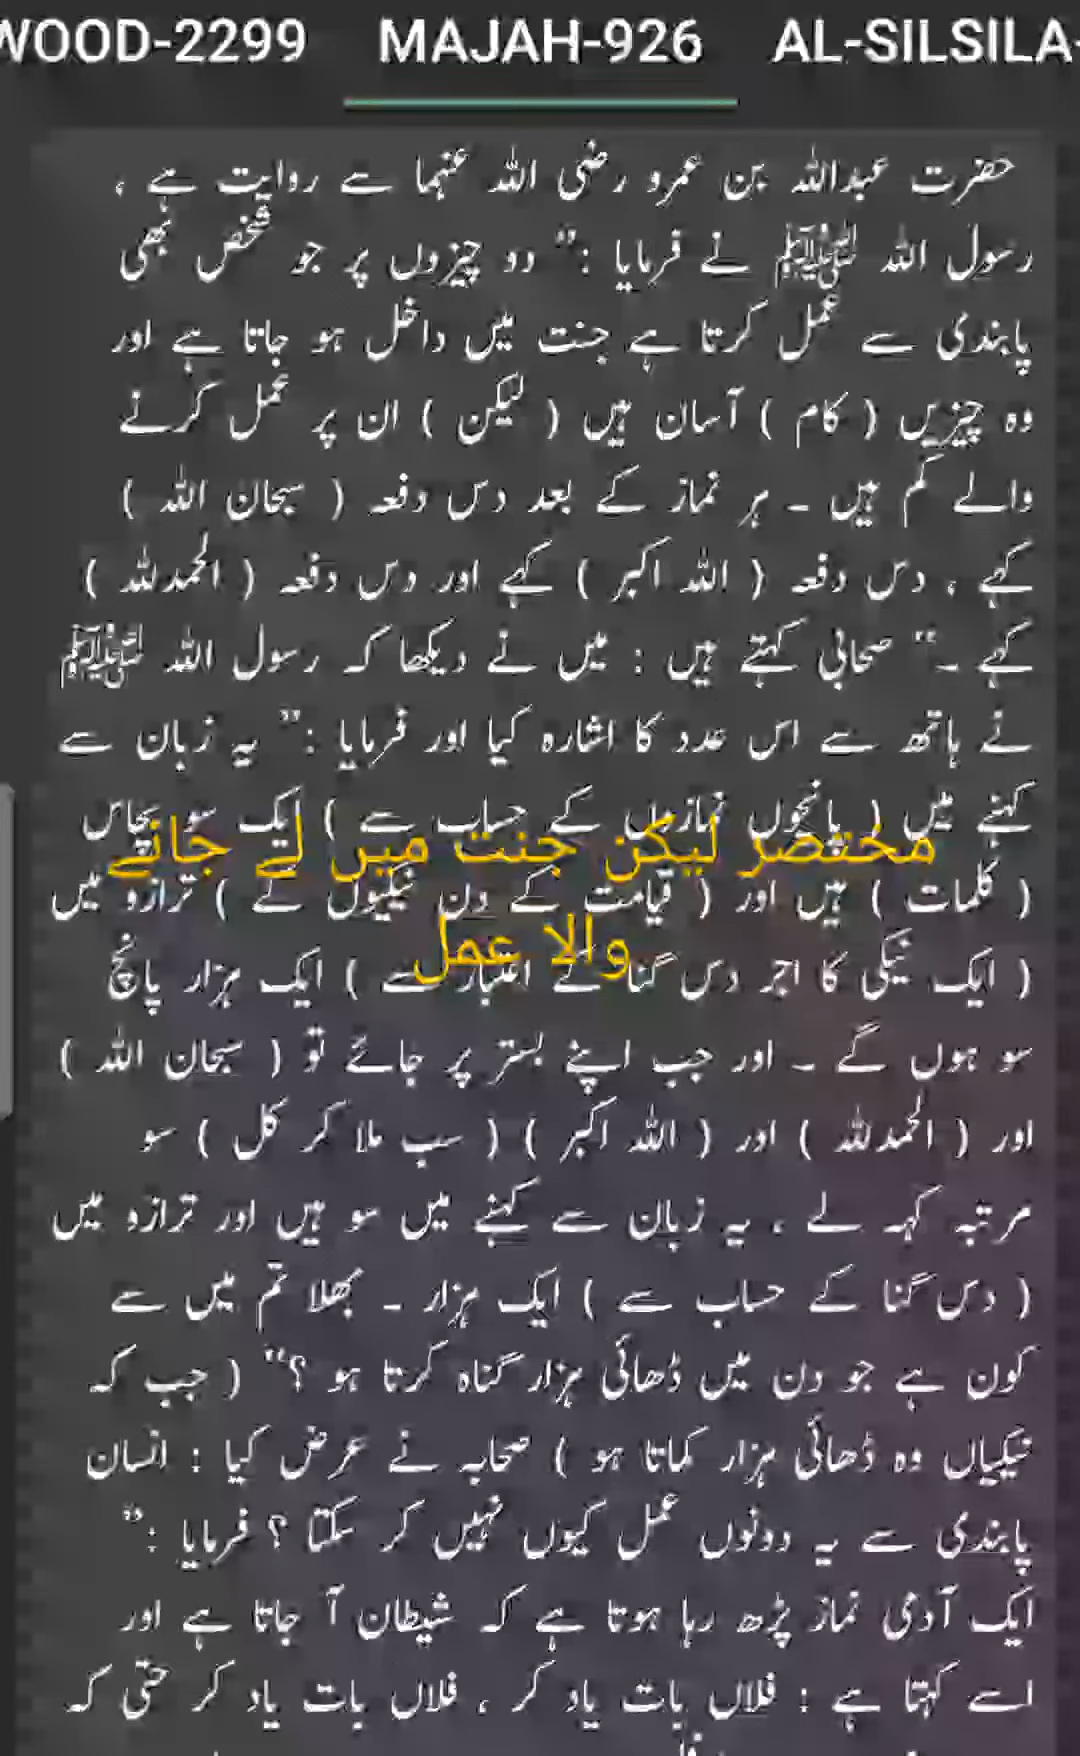 WOOD-2299 MAJAH-926 AL-SILSILA-
حضرت عبداللہ بن عمرو رضی اللہ عنہما سے روایت ہے ،
رسول اللہ ﷺ نے فرمایا :’’ دو چیزوں پر جو شخص بھی
پابندی سے عمل کرتا ہے جنت میں داخل ہو جاتا ہے اور
وہ چیزیں ( کام ) آسان ہیں ( لیکن ) ان پر عمل کرنے
والے کم ہیں ۔ ہر نماز کے بعد دس دفعہ ( سبحان اللہ )
کہے ، دس دفعہ ( اللہ اکبر ) کہے اور دس دفعہ ( الحمدللہ )
کہے ۔‘‘ صحابی کہتے ہیں : میں نے دیکھا کہ رسول اللہ ﷺ
نے ہاتھ سے اس عدد کا اشارہ کیا اور فرمایا :’’ یہ زبان سے
کہنے میں ( پانچوں نمازوں کے حساب سے ) ایک سو پچاس
مختصر لیکن جنت میں لے جانے
( کلمات ) ہیں اور ( قیامت کے دن نیکیوں کے ) ترازو میں
والا عمل
( ایک نیکی کا اجر دس گنا کے اعتبار سے ) ایک ہزار پانچ
سو ہوں گے ۔ اور جب اپنے بستر پر جائے تو ( سبحان اللہ )
اور ( الحمدللہ ) اور ( اللہ اکبر ) ( سب ملا کر کل ) سو
مرتبہ کہہ لے ، یہ زبان سے کہنے میں سو ہیں اور ترازو میں
( دس گنا کے حساب سے ) ایک ہزار ۔ بھلا تم میں سے
کون ہے جو دن میں ڈھائی ہزار گناہ کرتا ہو ؟‘‘ ( جب کہ
نیکیاں وہ ڈھائی ہزار کماتا ہو ) صحابہ نے عرض کیا : انسان
پابندی سے یہ دونوں عمل کیوں نہیں کر سکتا ؟ فرمایا :’’
ایک آدمی نماز پڑھ رہا ہوتا ہے کہ شیطان آ جاتا ہے اور
اسے کہتا ہے : فلاں بات یاد کر ، فلاں بات یاد کر حتی کہ